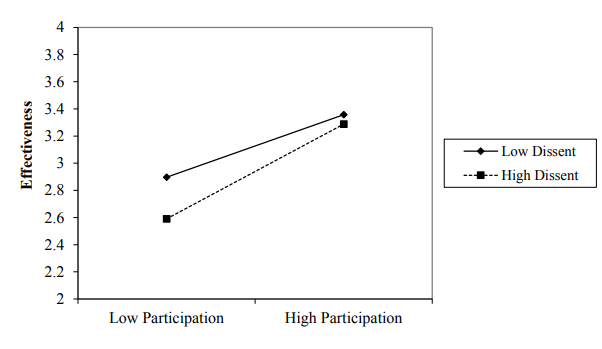 4
3.8
3.6
3.4
3.2
3
2.8
2.6
2.4
2.2
2
Effectiveness
Low Participation
High Participation
Low Dissent
High Dissent